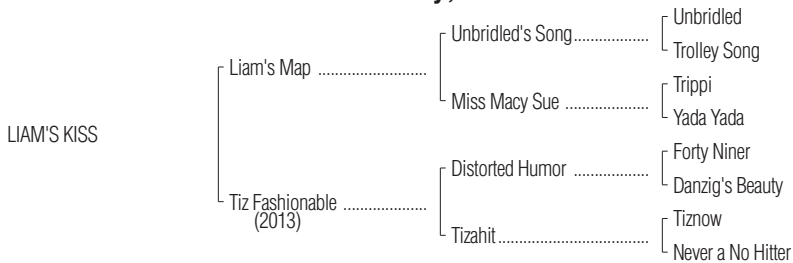 Unbridled
Unbridled's Song.................
Trolley Song
Liam's Map ..........................
Trippi
Miss Macy Sue ....................
Yada Yada
LIAM'S KISS
Forty Niner
Distorted Humor ..................
Danzig's Beauty
Tiz Fashionable ....................
(2013)
Tiznow
Tizahit....................................
Never a No Hitter